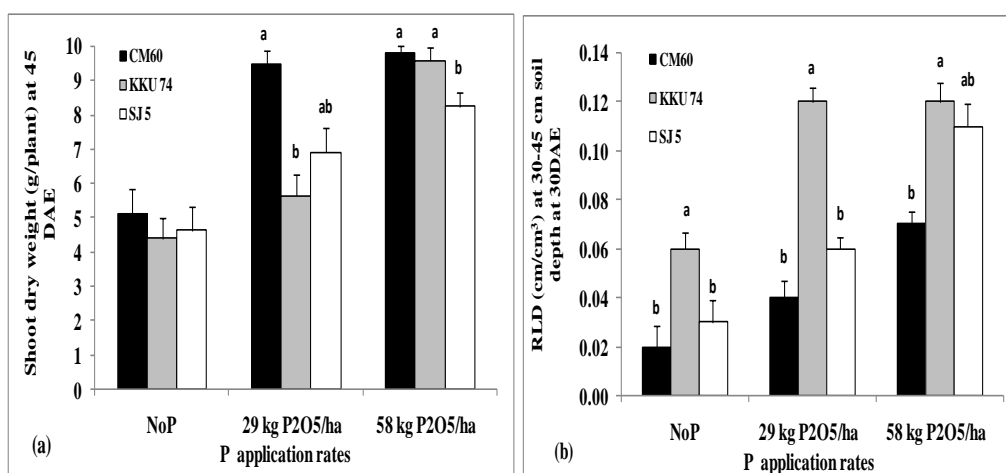 Shoot dry weight (g/plant) at 45
DAE
10
9
8
7
6
5
4
3
2
1
0
CM60
KKU 74
SJ 5
a
b
ab
a
a
b
NoP
29 kg P2O5/ha
58 kg P2O5/ha
P application rates
(a)
RLD (cm/cm³) at 30-45 cm soil
depth at 30DAE
0.14
0.12
0.10
0.08
0.06
0.04
0.02
0.00
CM60
KKU 74
SJ 5
b
a
b
b
a
b
b
a
ab
NoP
29 kg P2O5/ha
58 kg P2O5/ha
P application rates
(b)